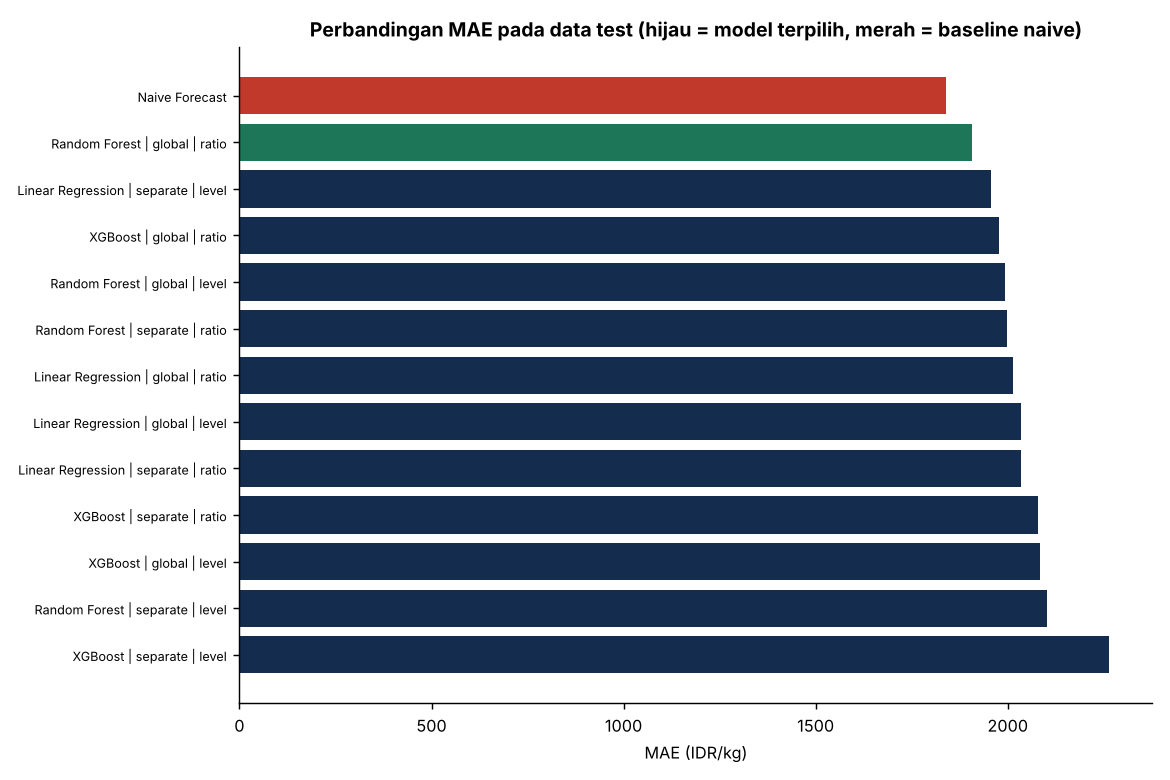 Perbandingan MAE pada data test (hijau = model terpilih, merah = baseline naive)
Naive Forecast
Random Forest | global | ratio
Linear Regression | separate | level
XGBoost | global | ratio
Random Forest | global | level
Random Forest | separate | ratio
Linear Regression | global | ratio
Linear Regression | global | level
Linear Regression | separate | ratio
XGBoost | separate | ratio
XGBoost | global | level
Random Forest | separate | level
XGBoost | separate | level
0 500 1000 1500 2000
MAE (IDR/kg)